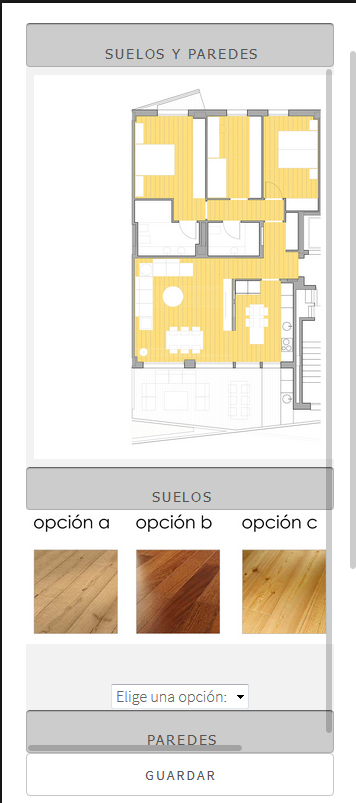 SUELOS Y PAREDES
SUELOS
opción a opción b opción c
Elige una opción:
PAREDES
GUARDAR